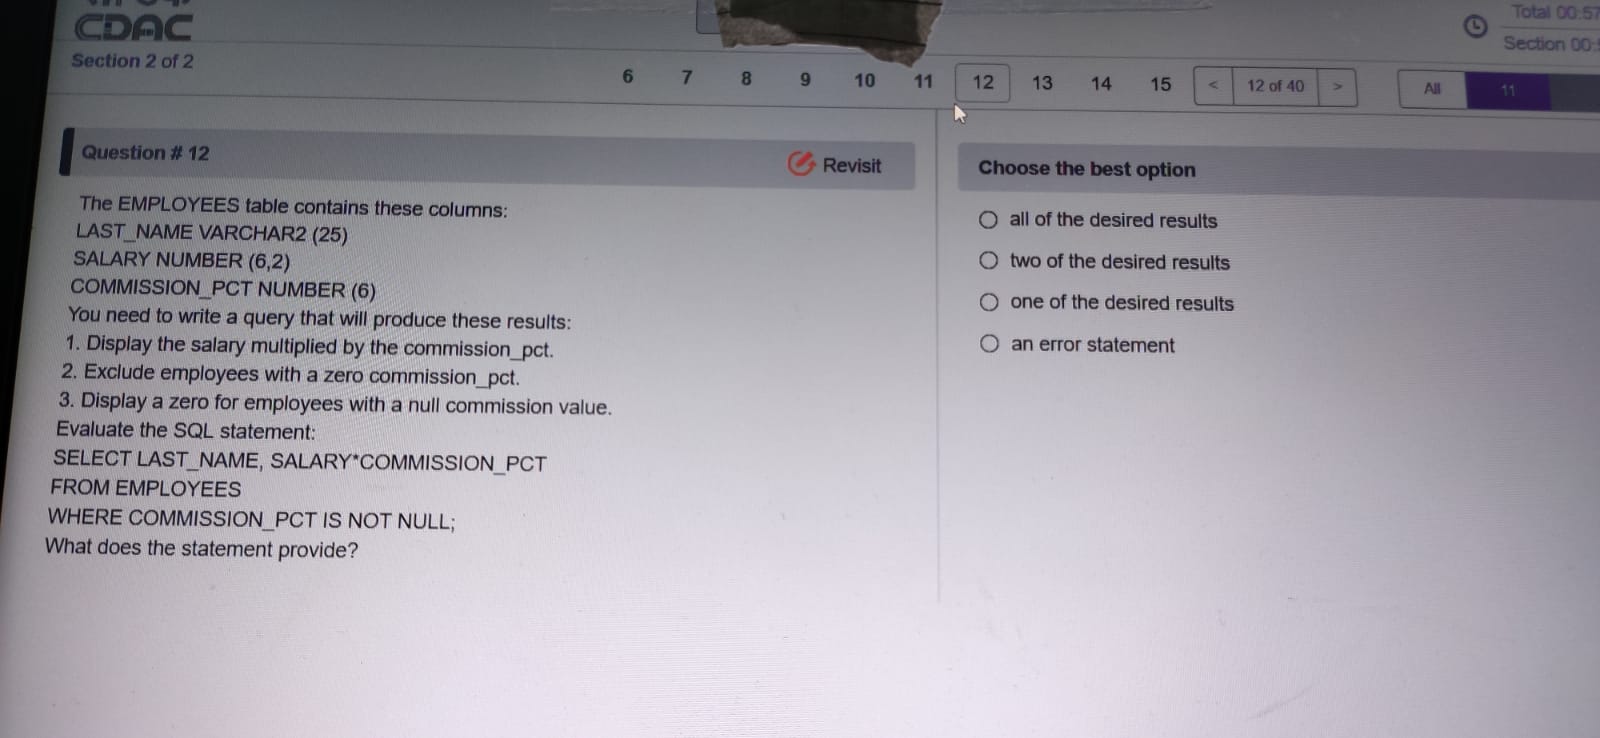 CDAC
Section 2 of 2
Total 00:57
Section 00:
6 7 8 9 10 11 12 13 14 15 < 12 of 40 > All 11
Question # 12
Revisit
The EMPLOYEES table contains these columns:
LAST_NAME VARCHAR2 (25)
SALARY NUMBER (6,2)
COMMISSION_PCT NUMBER (6)
You need to write a query that will produce these results:
1. Display the salary multiplied by the commission_pct.
2. Exclude employees with a zero commission_pct.
3. Display a zero for employees with a null commission value.
Evaluate the SQL statement:
SELECT LAST_NAME, SALARY*COMMISSION_PCT
FROM EMPLOYEES
WHERE COMMISSION_PCT IS NOT NULL;
What does the statement provide?
Choose the best option
all of the desired results
two of the desired results
one of the desired results
an error statement